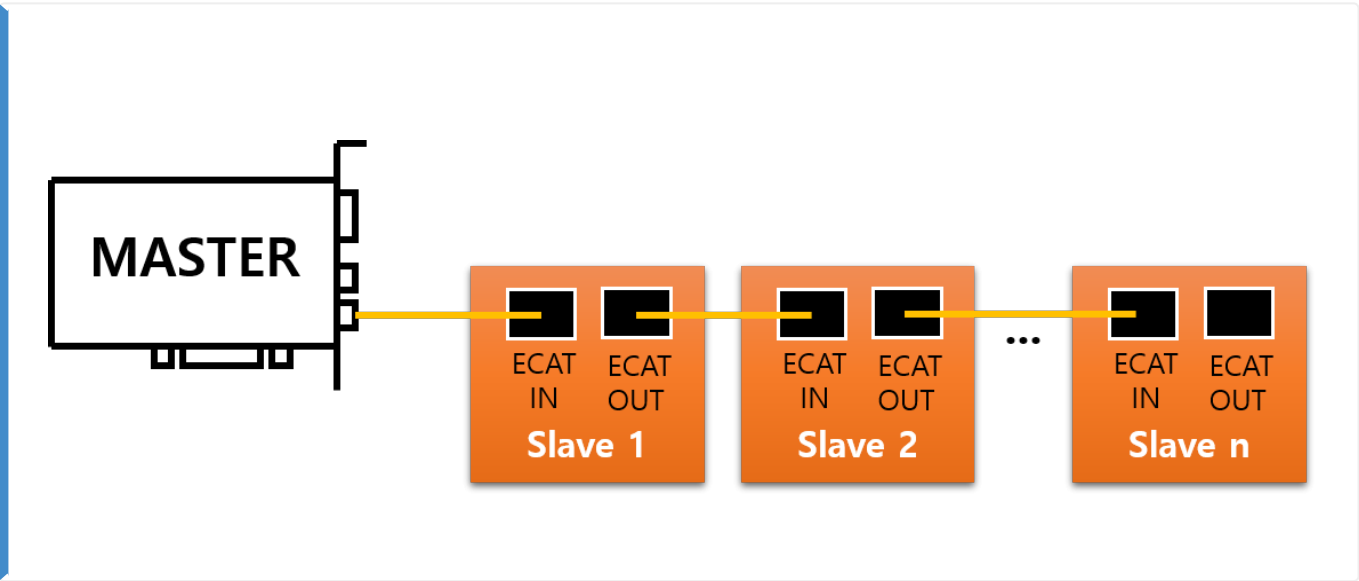 MASTER
ECAT
IN
ECAT
OUT
Slave 1
ECAT
IN
ECAT
OUT
Slave 2
...
ECAT
IN
ECAT
OUT
Slave n